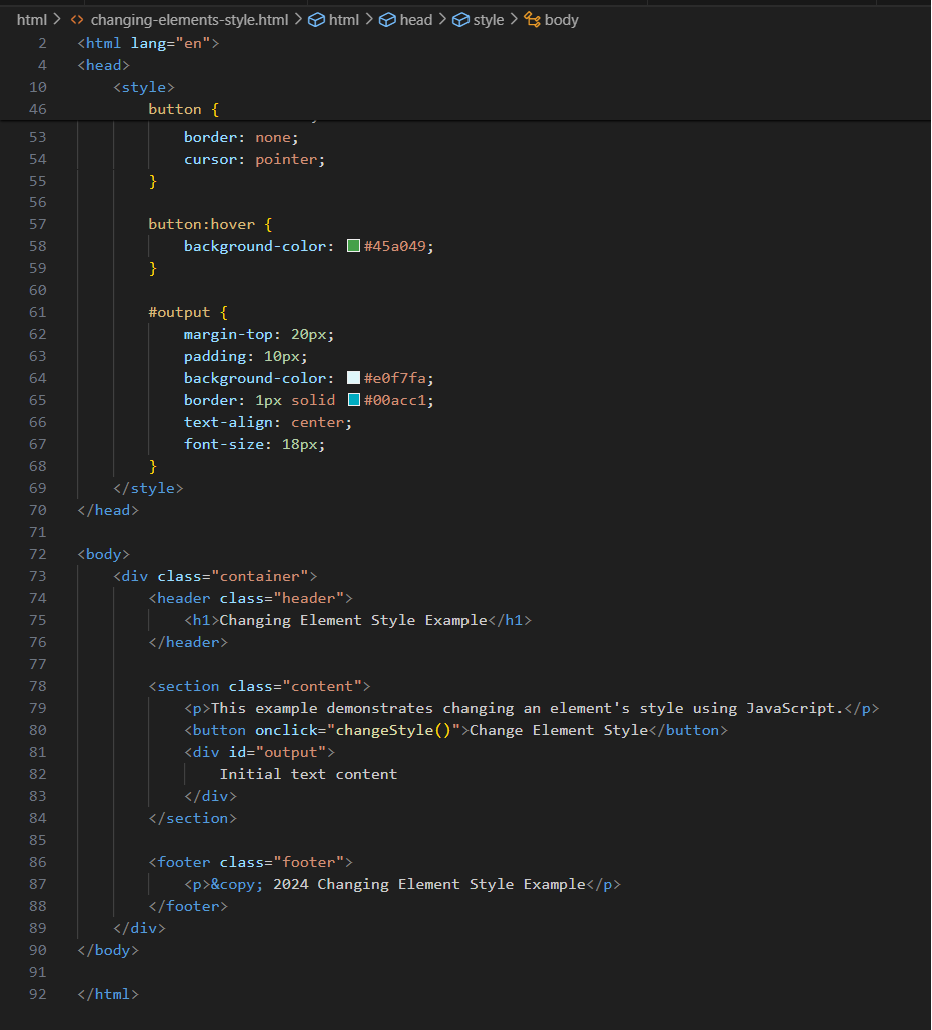 html > changing-elements-style.html > html > head > style > body
2 <html lang="en">
4 <head>
10 <style>
46 button {
53 border: none;
54 cursor: pointer;
55 }
56
57 button:hover {
58 background-color: #45a049;
59 }
60
61 #output {
62 margin-top: 20px;
63 padding: 10px;
64 background-color: #e0f7fa;
65 border: 1px solid #00acc1;
66 text-align: center;
67 font-size: 18px;
68 }
69 </style>
70 </head>
71
72 <body>
73 <div class="container">
74 <header class="header">
75 <h1>Changing Element Style Example</h1>
76 </header>
77
78 <section class="content">
79 <p>This example demonstrates changing an element's style using JavaScript.</p>
80 <button onclick="changeStyle()">Change Element Style</button>
81 <div id="output">
82 Initial text content
83 </div>
84 </section>
85
86 <footer class="footer">
87 <p>&copy; 2024 Changing Element Style Example</p>
88 </footer>
89 </div>
90 </body>
91
92 </html>